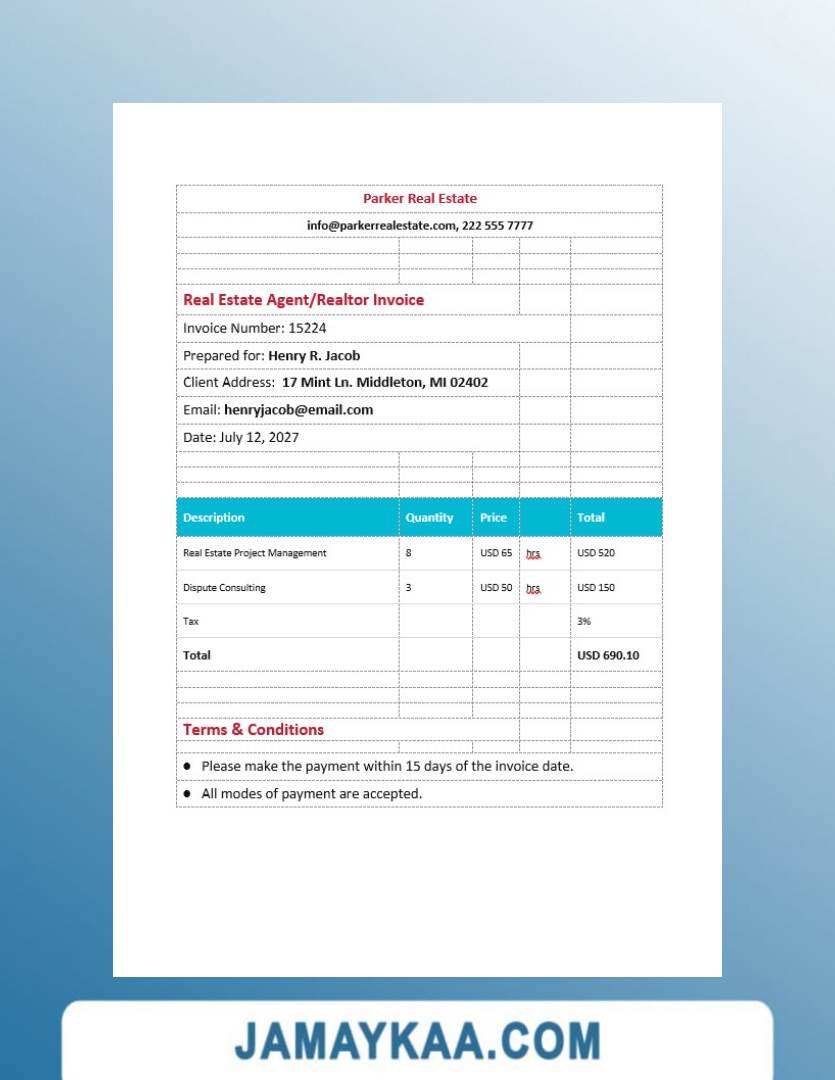 Parker Real Estate
info@parkerrealestate.com, 222 555 7777
Real Estate Agent/Realtor Invoice
Invoice Number: 15224
Prepared for: Henry R. Jacob
Client Address: 17 Mint Ln. Middleton, MI 02402
Email: henryjacob@email.com
Date: July 12, 2027
Description Quantity Price Total
Real Estate Project Management 8 USD 65 hrs USD 520
Dispute Consulting 3 USD 50 hrs USD 150
Tax 3%
Total USD 690.10
Terms & Conditions
● Please make the payment within 15 days of the invoice date.
● All modes of payment are accepted.
JAMAYKAA.COM